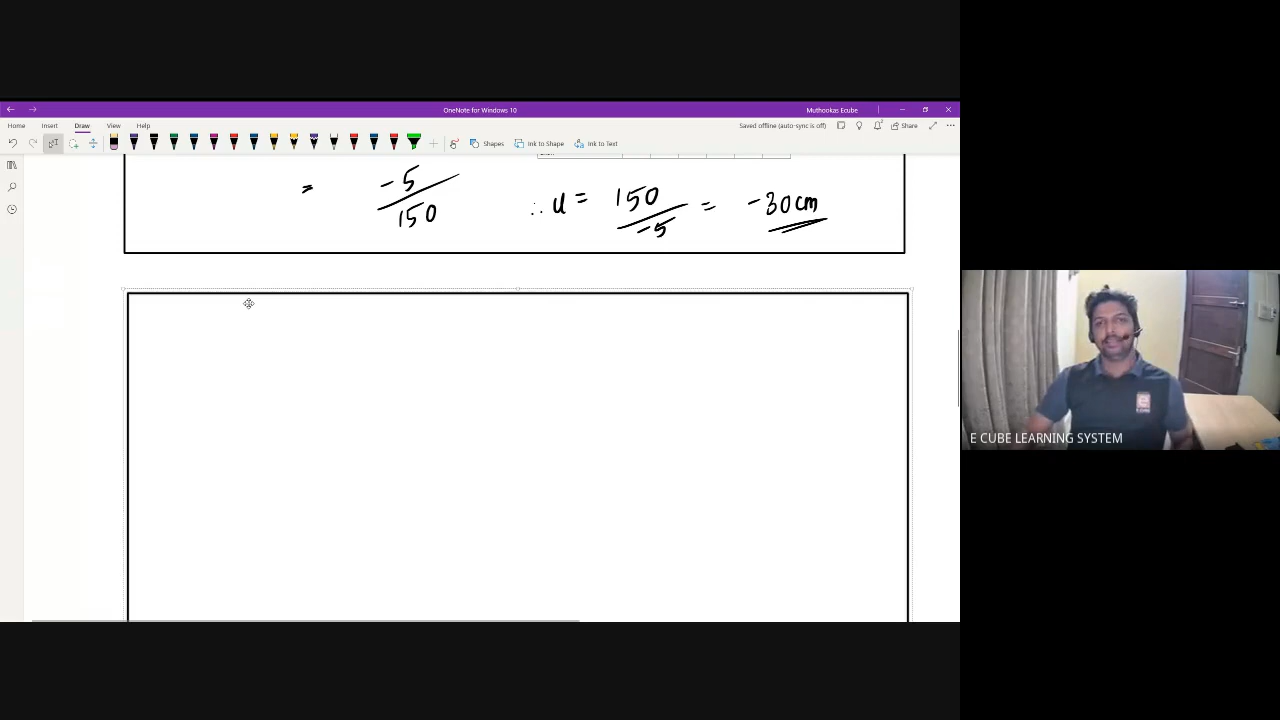 OneNote for Windows 10
Muthookas Ecube
Home Insert Draw View Help
Saved offline (auto-sync is off) Share
Shapes Ink to Shape Ink to Text
= -5/150
∴ u = 150/-5 = -30cm
E CUBE
E CUBE LEARNING SYSTEM